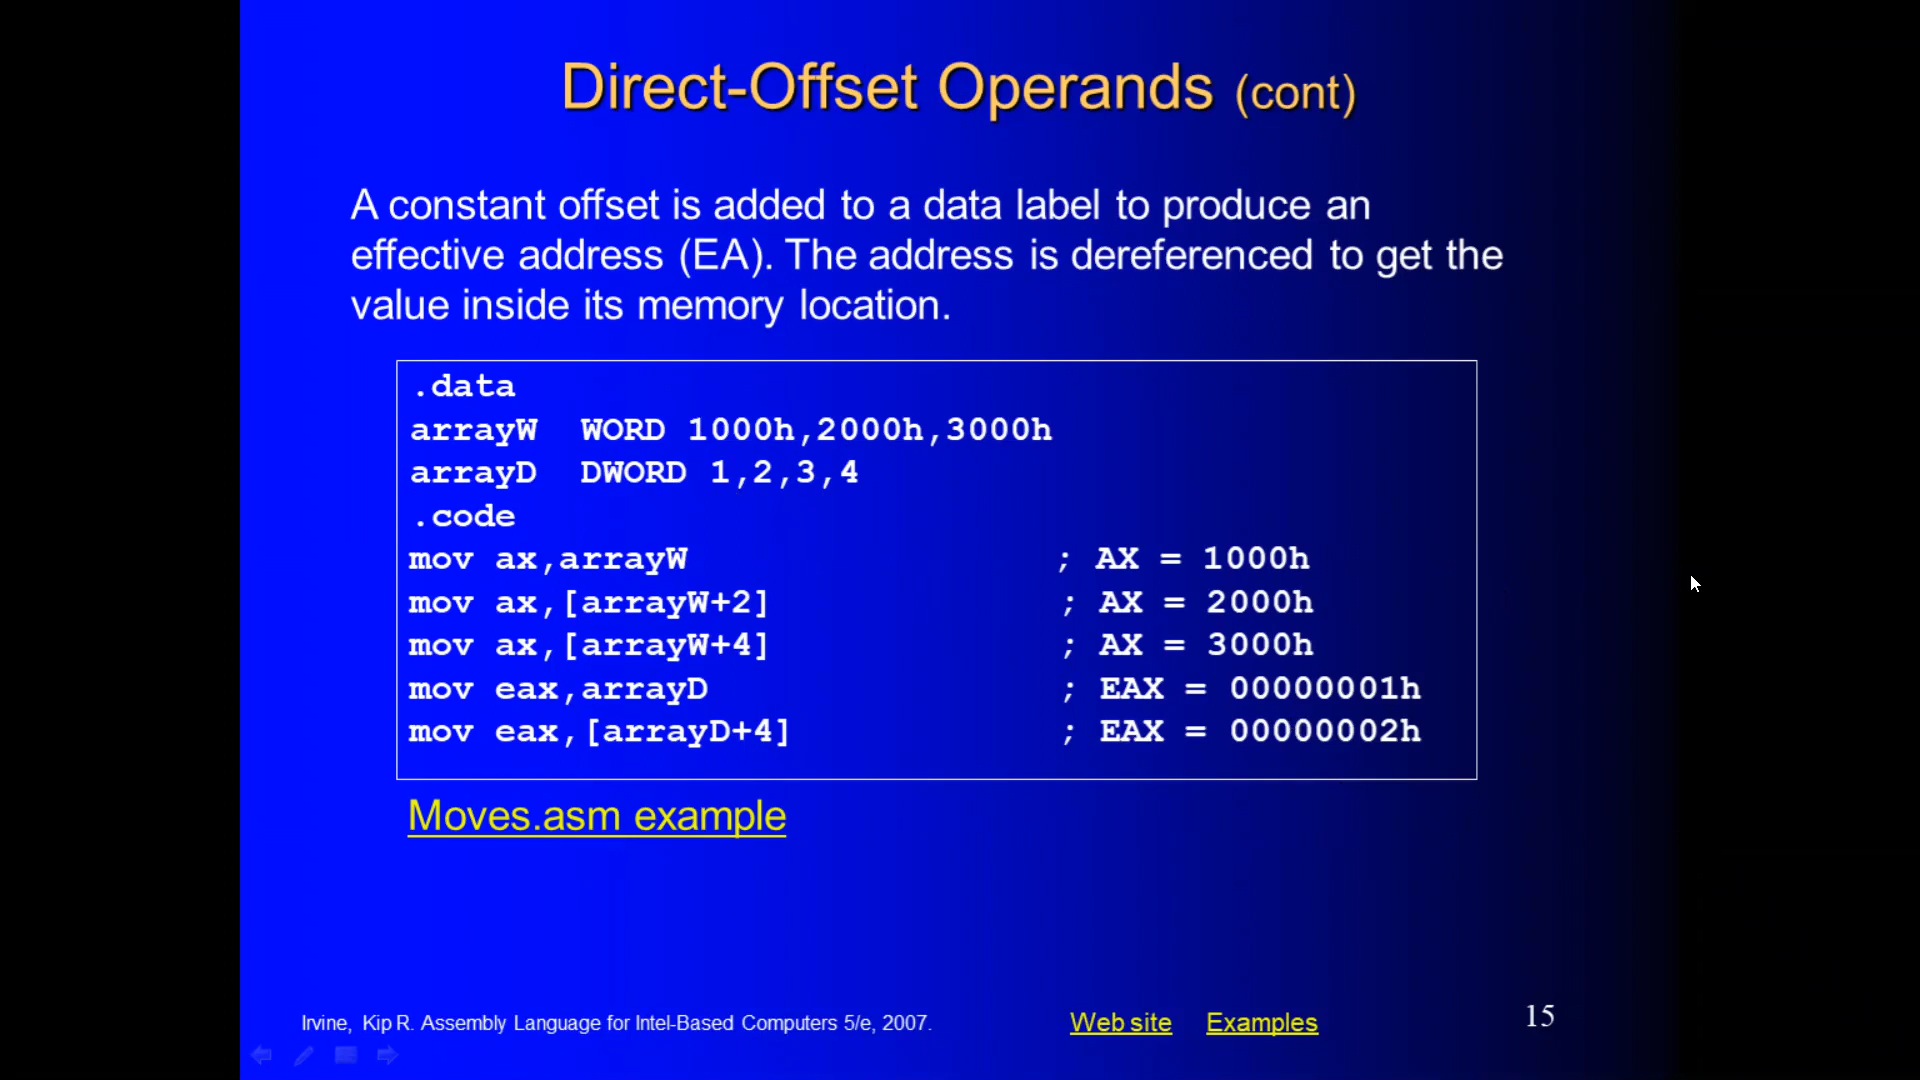 Direct-Offset Operands (cont)
A constant offset is added to a data label to produce an
effective address (EA). The address is dereferenced to get the
value inside its memory location.
.data
arrayW  WORD 1000h,2000h,3000h
arrayD  DWORD 1,2,3,4
.code
mov ax,arrayW ; AX = 1000h
mov ax,[arrayW+2] ; AX = 2000h
mov ax,[arrayW+4] ; AX = 3000h
mov eax,arrayD ; EAX = 00000001h
mov eax,[arrayD+4] ; EAX = 00000002h
Moves.asm example
Irvine, Kip R. Assembly Language for Intel-Based Computers 5/e, 2007. Web site Examples 15